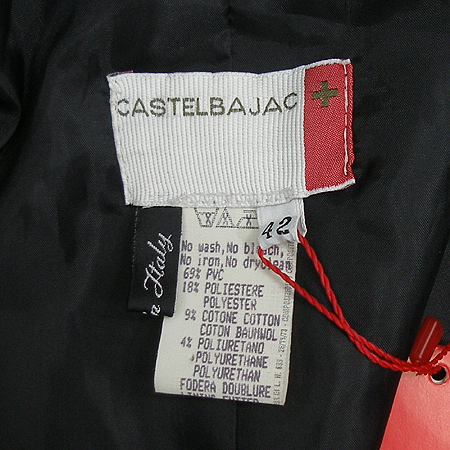 CASTELBAJAC
42
Italy
No wash,No bleach,
No iron,No dryclean
69% PVC
18% POLIESTERE
POLYESTER
9% COTONE COTTON
COTON BAUMWOL
4% POLIURETANO
POLYURETHANE
POLYURETHAN
FODERA DOUBLURE